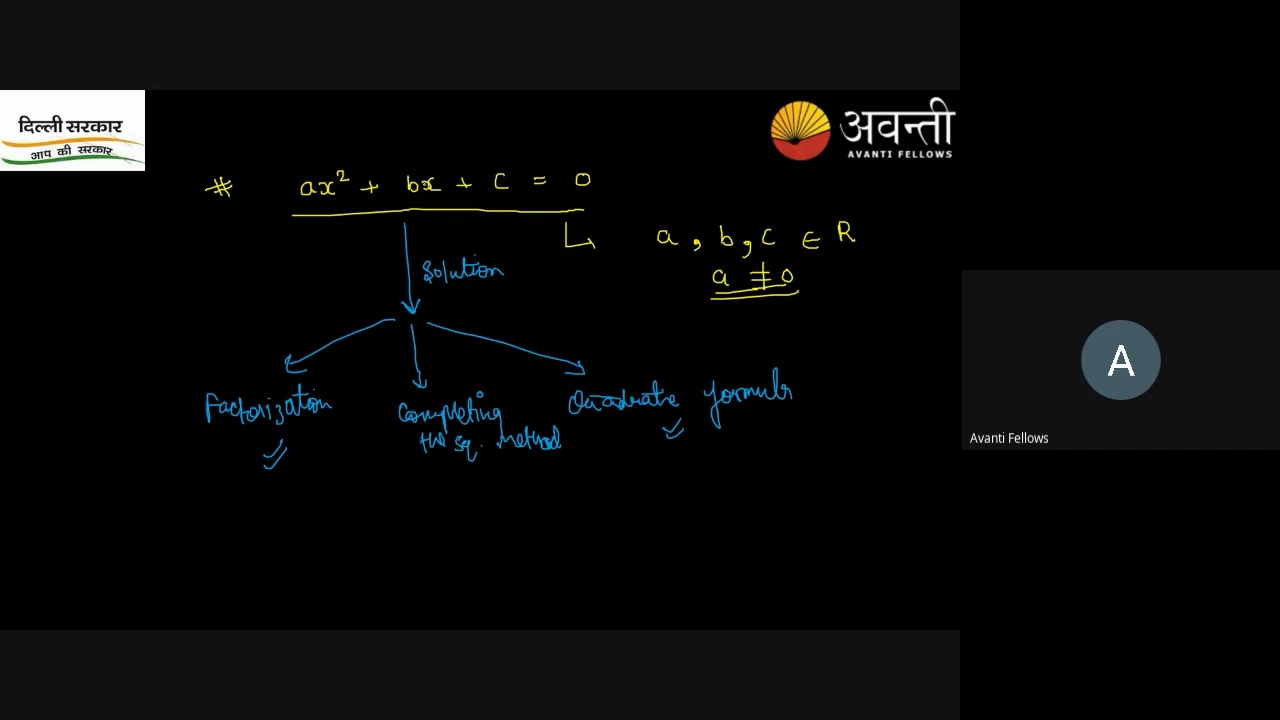 दिल्ली सरकार
आप की सरकार
अवन्ती
AVANTI FELLOWS
# ax² + bx + c = 0
a, b, c ∈ R
a ≠ 0
Solution
Factorization
Completing
the sq. method
Quadratic formula
A
Avanti Fellows